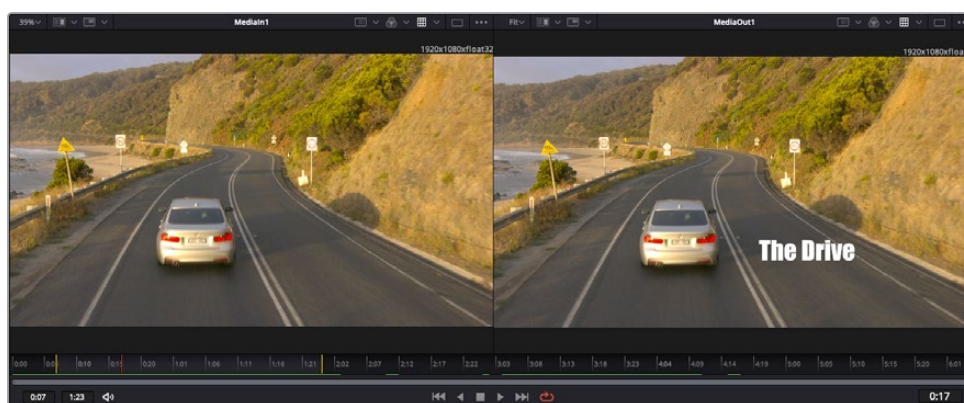 39% MediaIn1 Fit MediaOut1
1920x1080xfloat32 1920x1080xfloat
The Drive
0:00 0:10 0:20 1:01 1:06 1:11 1:16 1:21 2:02 2:07 2:12 2:17 2:22 3:03 3:08 3:13 3:18 4:04 4:09 4:14 4:19 5:00 5:05 5:10 5:15 5:20 6:01
0:07 1:23 0:17